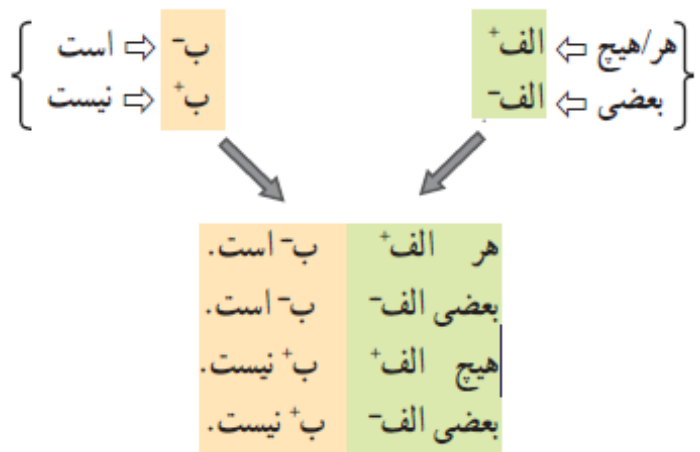 هر/هیچ ⇦ الف⁺
بعضی ⇦ الف⁻
ب⁻ ⇨ است
ب⁺ ⇨ نیست
هر الف⁺ ب⁻ است.
بعضی الف⁻ ب⁻ است.
هیچ الف⁺ ب⁺ نیست.
بعضی الف⁻ ب⁺ نیست.